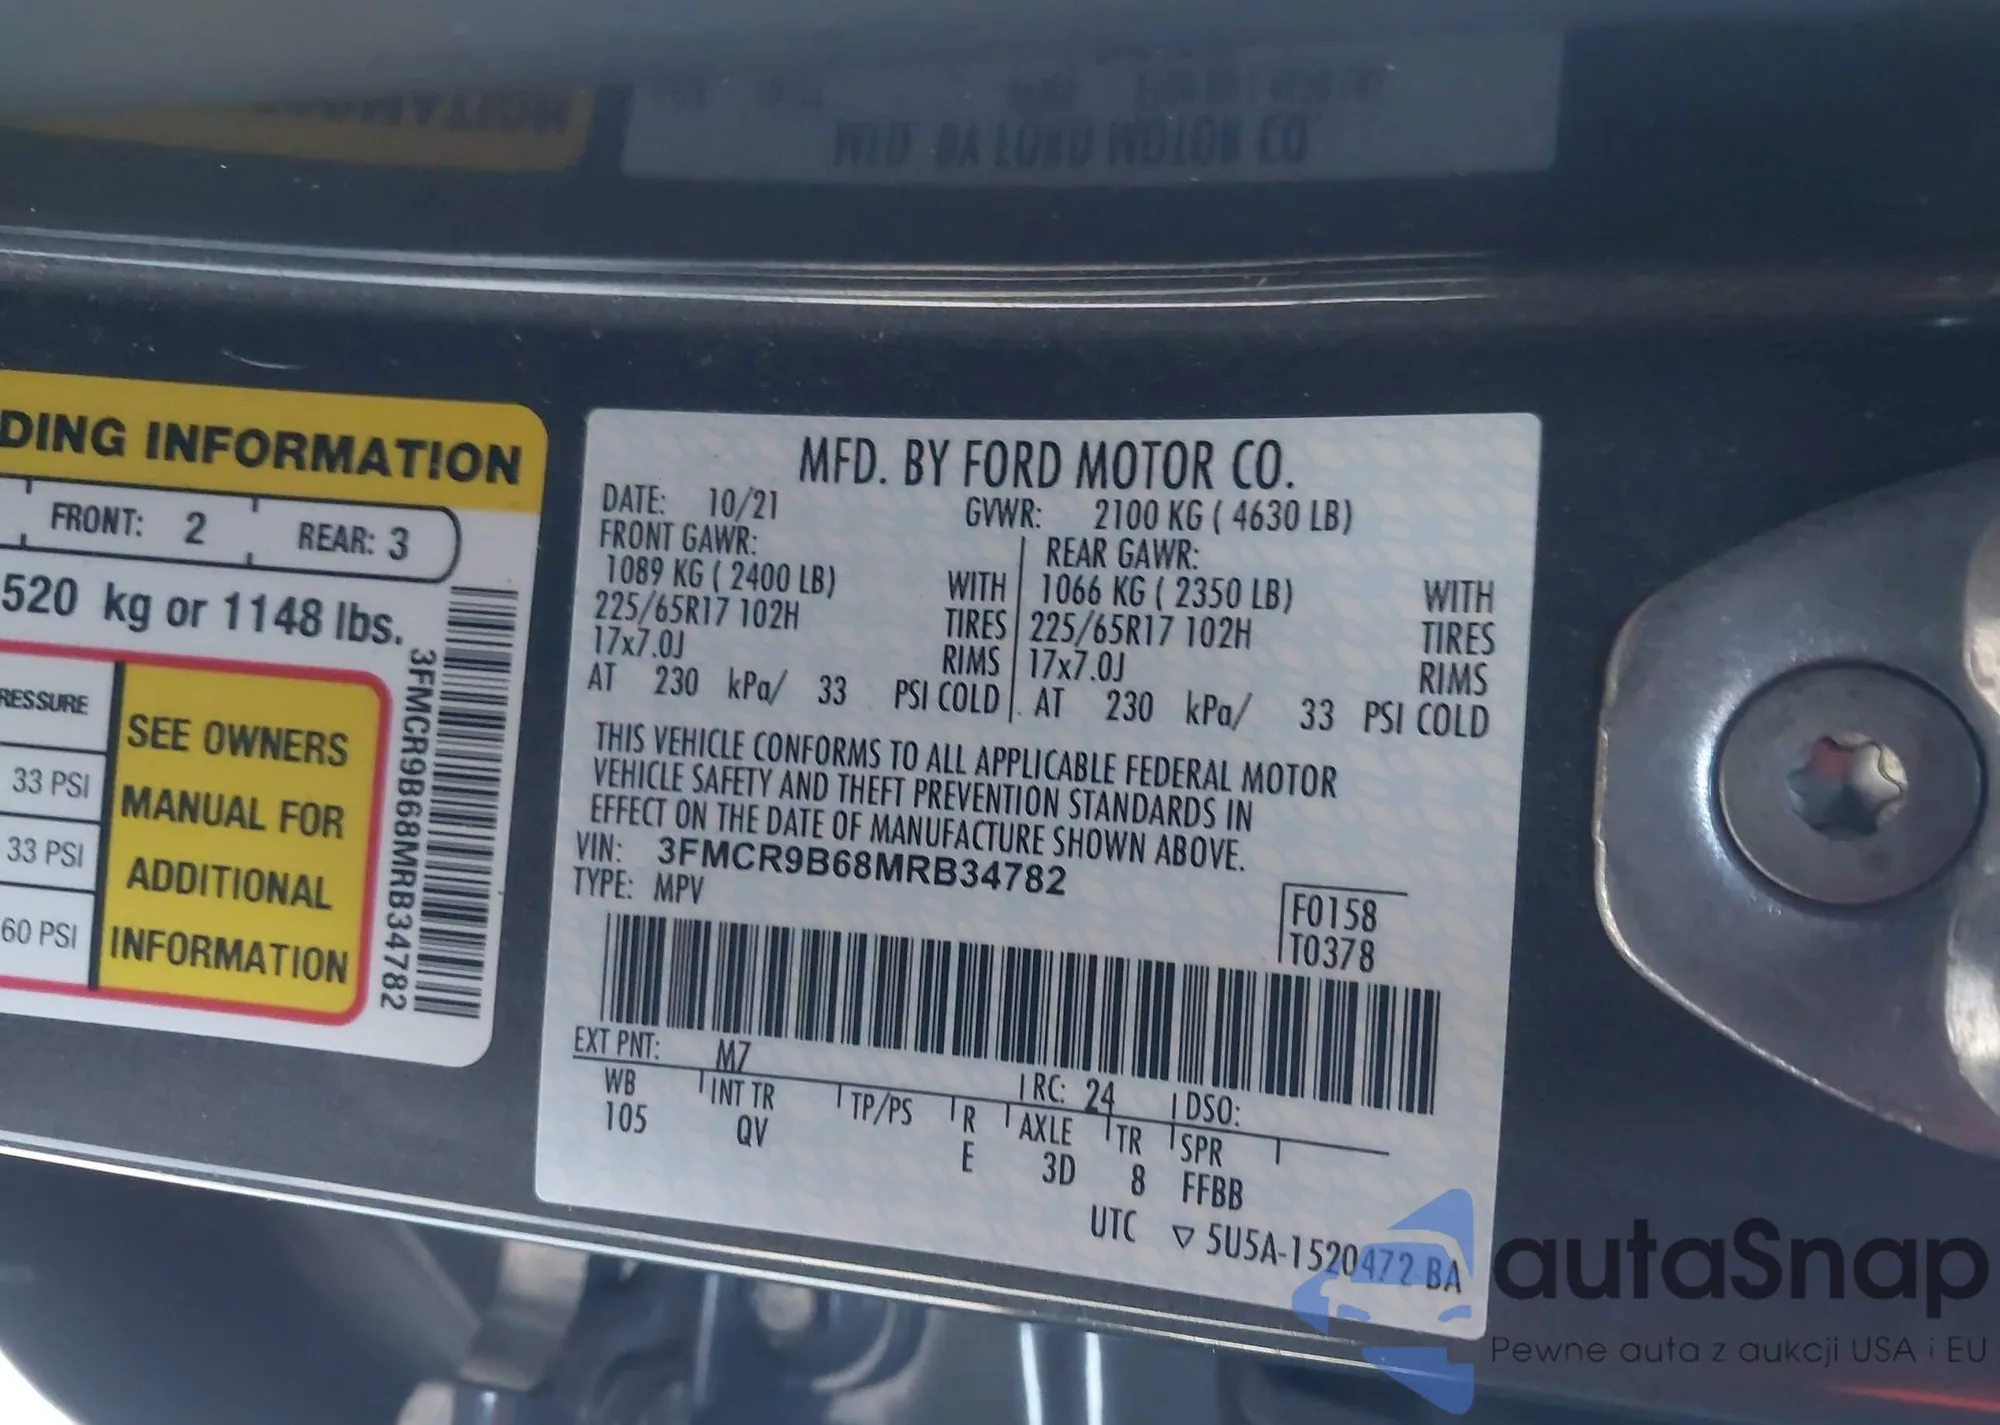 DING INFORMATION
FRONT: 2 REAR: 3
520 kg or 1148 lbs.
RESSURE
33 PSI
33 PSI
60 PSI
SEE OWNERS
MANUAL FOR
ADDITIONAL
INFORMATION
3FMCR9B68MRB34782
MFD. BY FORD MOTOR CO.
DATE: 10/21 GVWR: 2100 KG ( 4630 LB)
FRONT GAWR: REAR GAWR:
1089 KG ( 2400 LB) WITH 1066 KG ( 2350 LB) WITH
225/65R17 102H TIRES 225/65R17 102H TIRES
17x7.0J RIMS 17x7.0J RIMS
AT 230 kPa/ 33 PSI COLD AT 230 kPa/ 33 PSI COLD
THIS VEHICLE CONFORMS TO ALL APPLICABLE FEDERAL MOTOR
VEHICLE SAFETY AND THEFT PREVENTION STANDARDS IN
EFFECT ON THE DATE OF MANUFACTURE SHOWN ABOVE.
VIN: 3FMCR9B68MRB34782
TYPE: MPV
F0158
T0378
EXT PNT: M7 RC: 24 DSO:
WB INT TR TP/PS R AXLE TR SPR
105 QV E 3D 8 FFBB
UTC ▽ 5U5A-1520472 BA
autaSnap
Pewne auta z aukcji USA i EU